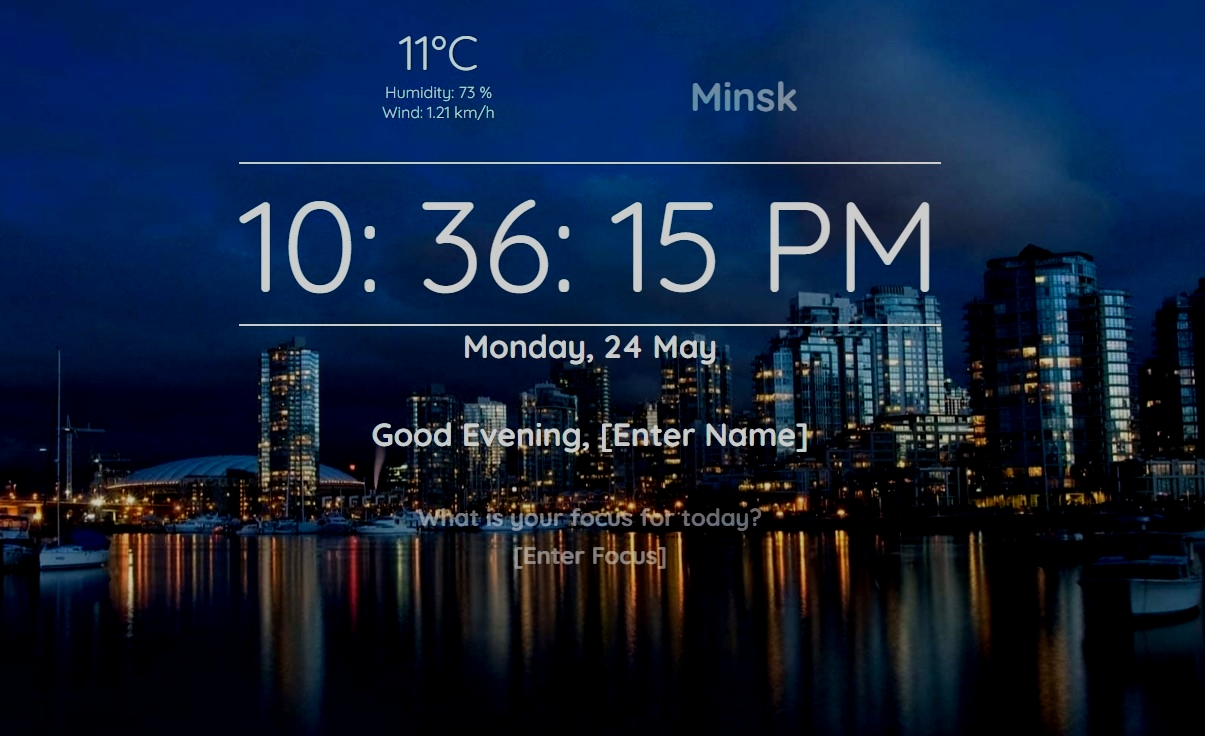 11°C
Humidity: 73 %
Wind: 1.21 km/h
Minsk
10: 36: 15 PM
Monday, 24 May
Good Evening, [Enter Name]
What is your focus for today?
[Enter Focus]